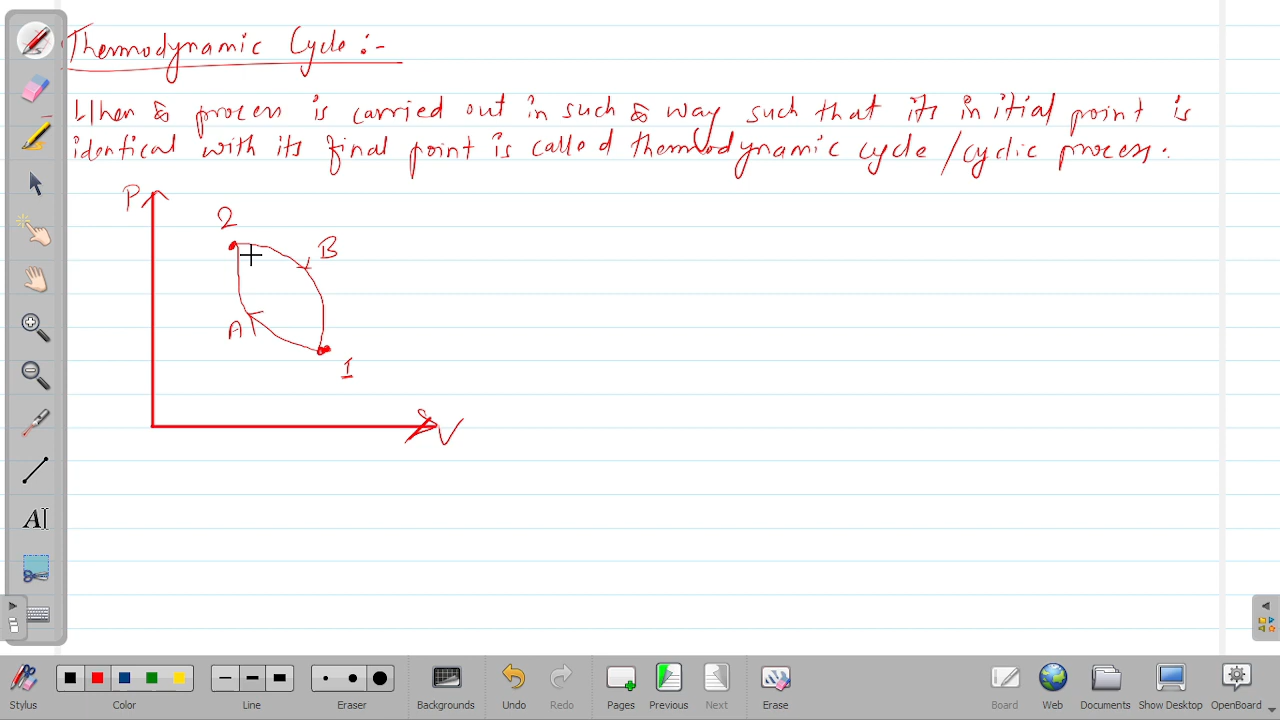 Thermodynamic Cycle :-
When a process is carried out in such a way such that its initial point is
identical with its final point is called thermodynamic cycle / cyclic process.
P
2
B
A
1
V
AI
Stylus
Color
Line
Eraser
Backgrounds
Undo
Redo
Pages
Previous
Next
Erase
Board
Web
Documents
Show Desktop
OpenBoard